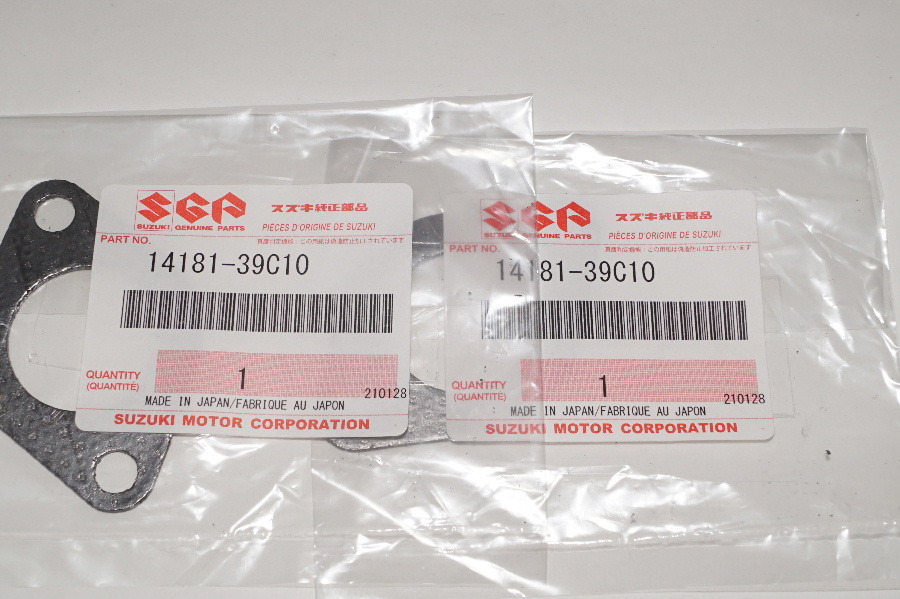 SGP スズキ純正部品
SUZUKI GENUINE PARTS PIÈCES D'ORIGINE DE SUZUKI
PART NO.
14181-39C10
QUANTITY 1
(QUANTITÉ) 210128
MADE IN JAPAN/FABRIQUE AU JAPON
SUZUKI MOTOR CORPORATION
SGP スズキ純正部品
SUZUKI GENUINE PARTS PIÈCES D'ORIGINE DE SUZUKI
PART NO.
14181-39C10
QUANTITY 1
(QUANTITÉ) 210128
MADE IN JAPAN/FABRIQUE AU JAPON
SUZUKI MOTOR CORPORATION